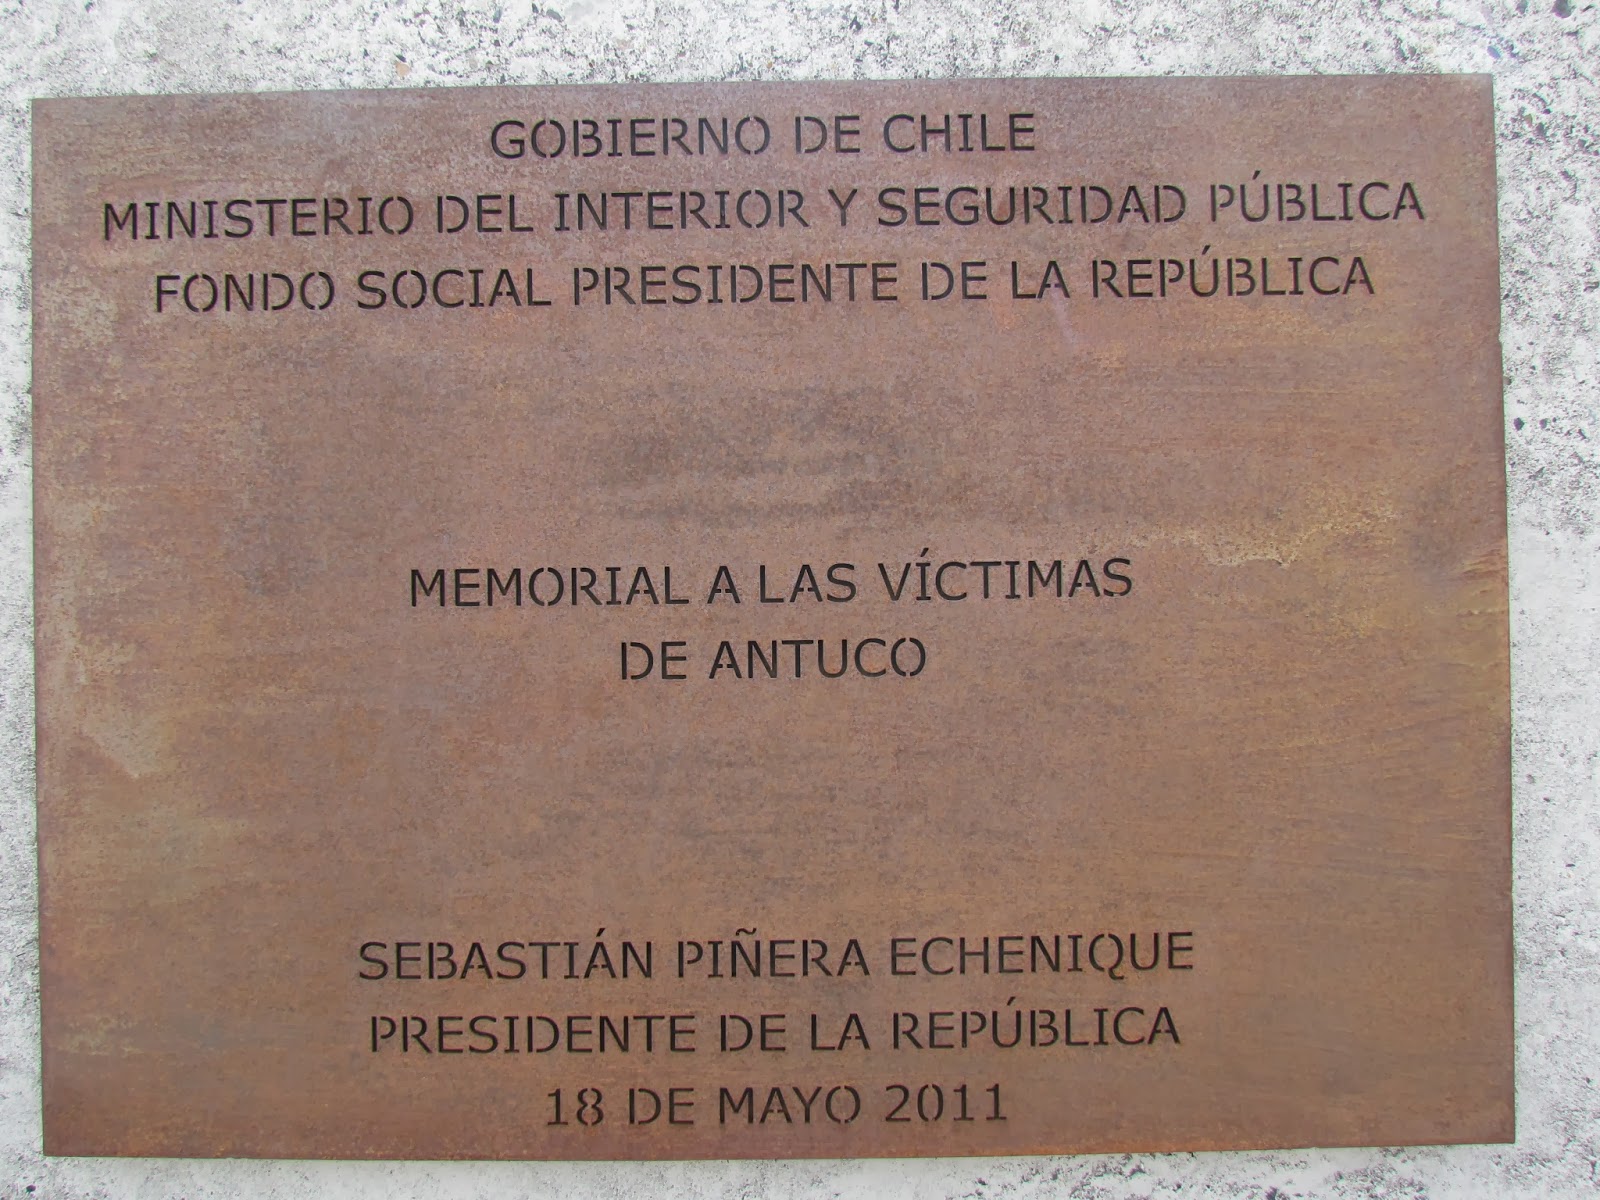 GOBIERNO DE CHILE
MINISTERIO DEL INTERIOR Y SEGURIDAD PÚBLICA
FONDO SOCIAL PRESIDENTE DE LA REPÚBLICA
MEMORIAL A LAS VÍCTIMAS
DE ANTUCO
SEBASTIÁN PIÑERA ECHENIQUE
PRESIDENTE DE LA REPÚBLICA
18 DE MAYO 2011